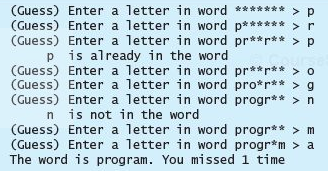 (Guess) Enter a letter in word ******* > p
(Guess) Enter a letter in word p****** > r
(Guess) Enter a letter in word pr**r** > p
p is already in the word
(Guess) Enter a letter in word pr**r** > o
(Guess) Enter a letter in word pro*r** > g
(Guess) Enter a letter in word progr** > n
n is not in the word
(Guess) Enter a letter in word progr** > m
(Guess) Enter a letter in word progr*m > a
The word is program. You missed 1 time